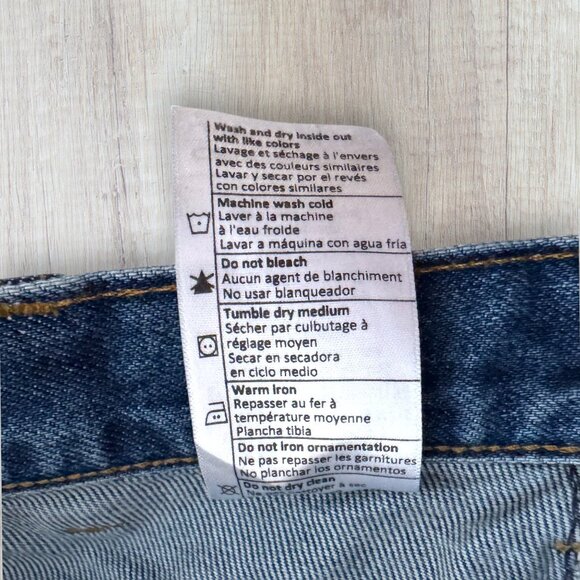 Wash and dry inside out
with like colors
Lavage et séchage à l'envers
avec des couleurs similaires
Lavar y secar por el revés
con colores similares
Machine wash cold
Laver à la machine
à l'eau froide
Lavar a máquina con agua fría
Do not bleach
Aucun agent de blanchiment
No usar blanqueador
Tumble dry medium
Sécher par culbutage à
réglage moyen
Secar en secadora
en ciclo medio
Warm iron
Repasser au fer à
température moyenne
Plancha tibia
Do not iron ornamentation
Ne pas repasser les garnitures
No planchar los ornamentos
Do not dry clean